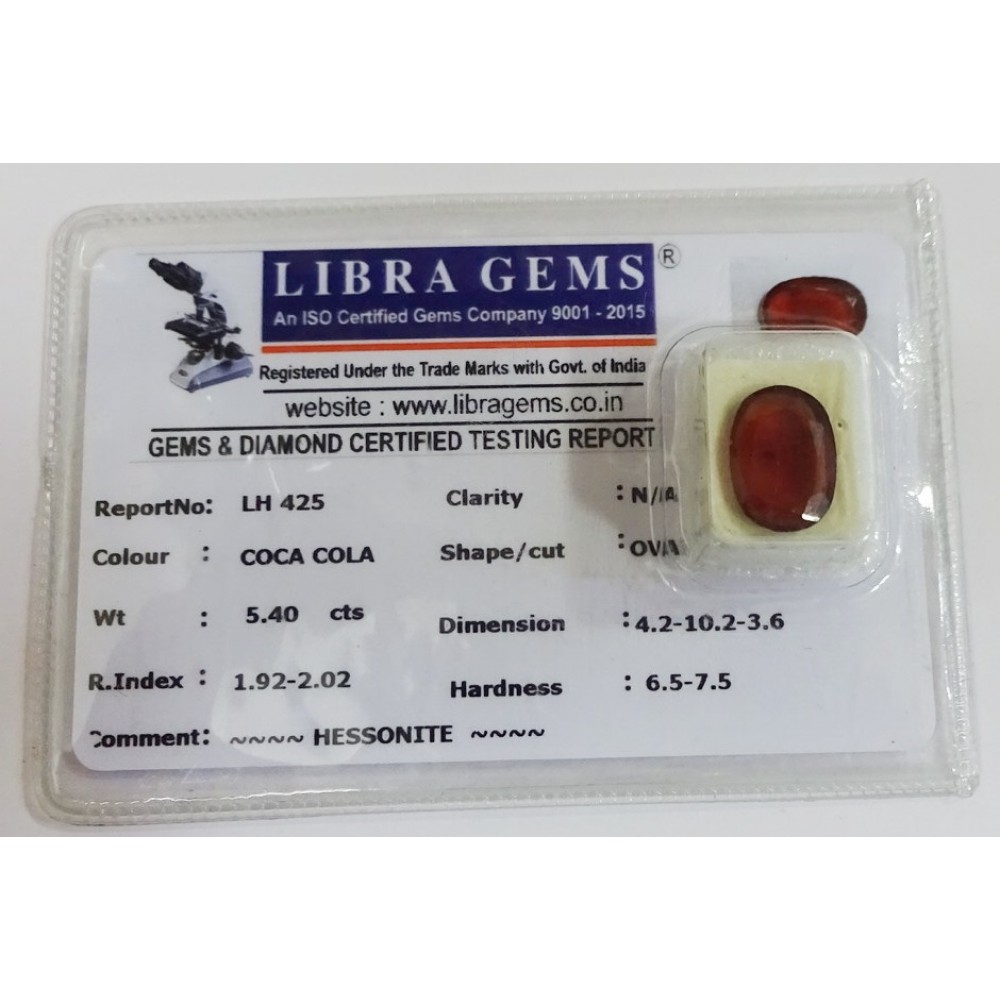 LIBRA GEMS ®
An ISO Certified Gems Company 9001 - 2015
Registered Under the Trade Marks with Govt. of India
website : www.libragems.co.in
GEMS & DIAMOND CERTIFIED TESTING REPORT
ReportNo: LH 425 Clarity : N/A
Colour : COCA COLA Shape/cut :
Wt : 5.40 cts Dimension : 4.2-10.2-3.6
R.Index : 1.92-2.02 Hardness : 6.5-7.5
Comment: ~~~~ HESSONITE ~~~~